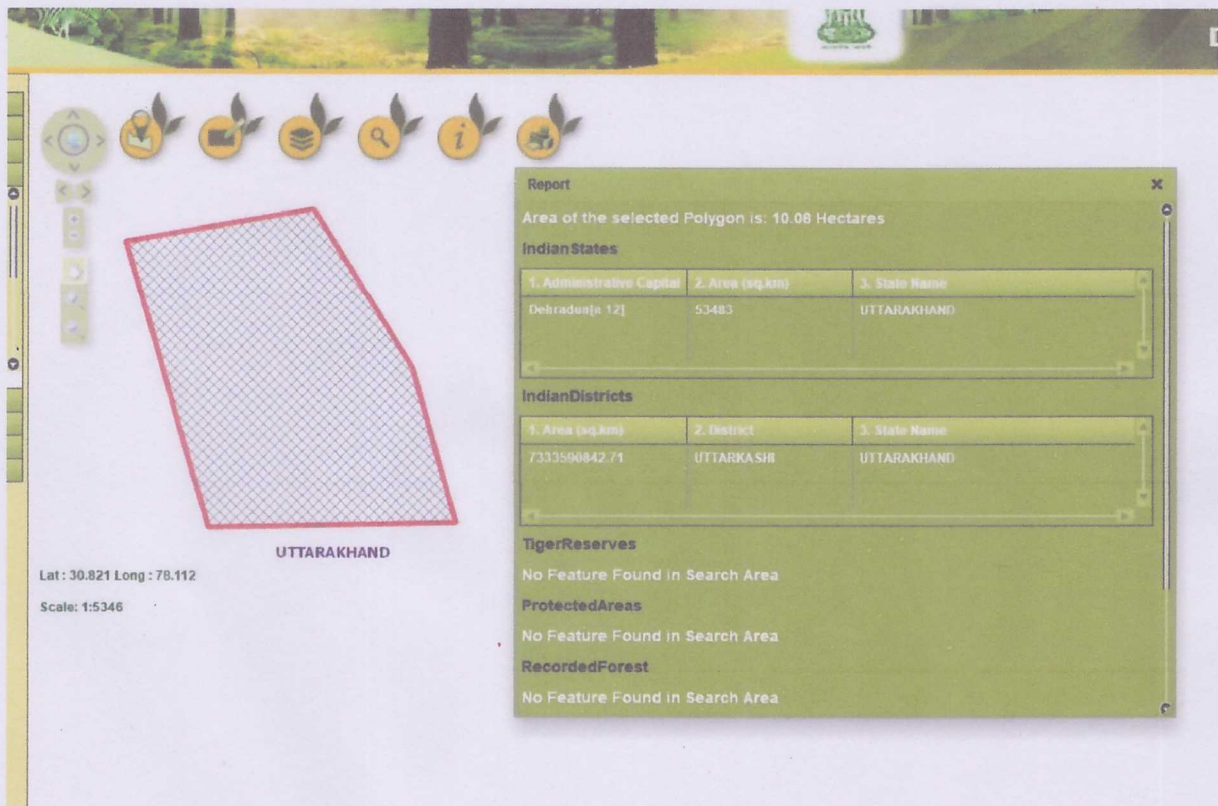 D
Report
Area of the selected Polygon is: 10.08 Hectares
IndianStates
1. Administrative Capital 2. Area (sq.km) 3. State Name
Dehradun[n 12] 53483 UTTARAKHAND
IndianDistricts
1. Area (sq.km) 2. District 3. State Name
7333590842.71 UTTARKASHI UTTARAKHAND
TigerReserves
No Feature Found in Search Area
ProtectedAreas
No Feature Found in Search Area
RecordedForest
No Feature Found in Search Area
UTTARAKHAND
Lat : 30.821 Long : 78.112
Scale: 1:5346